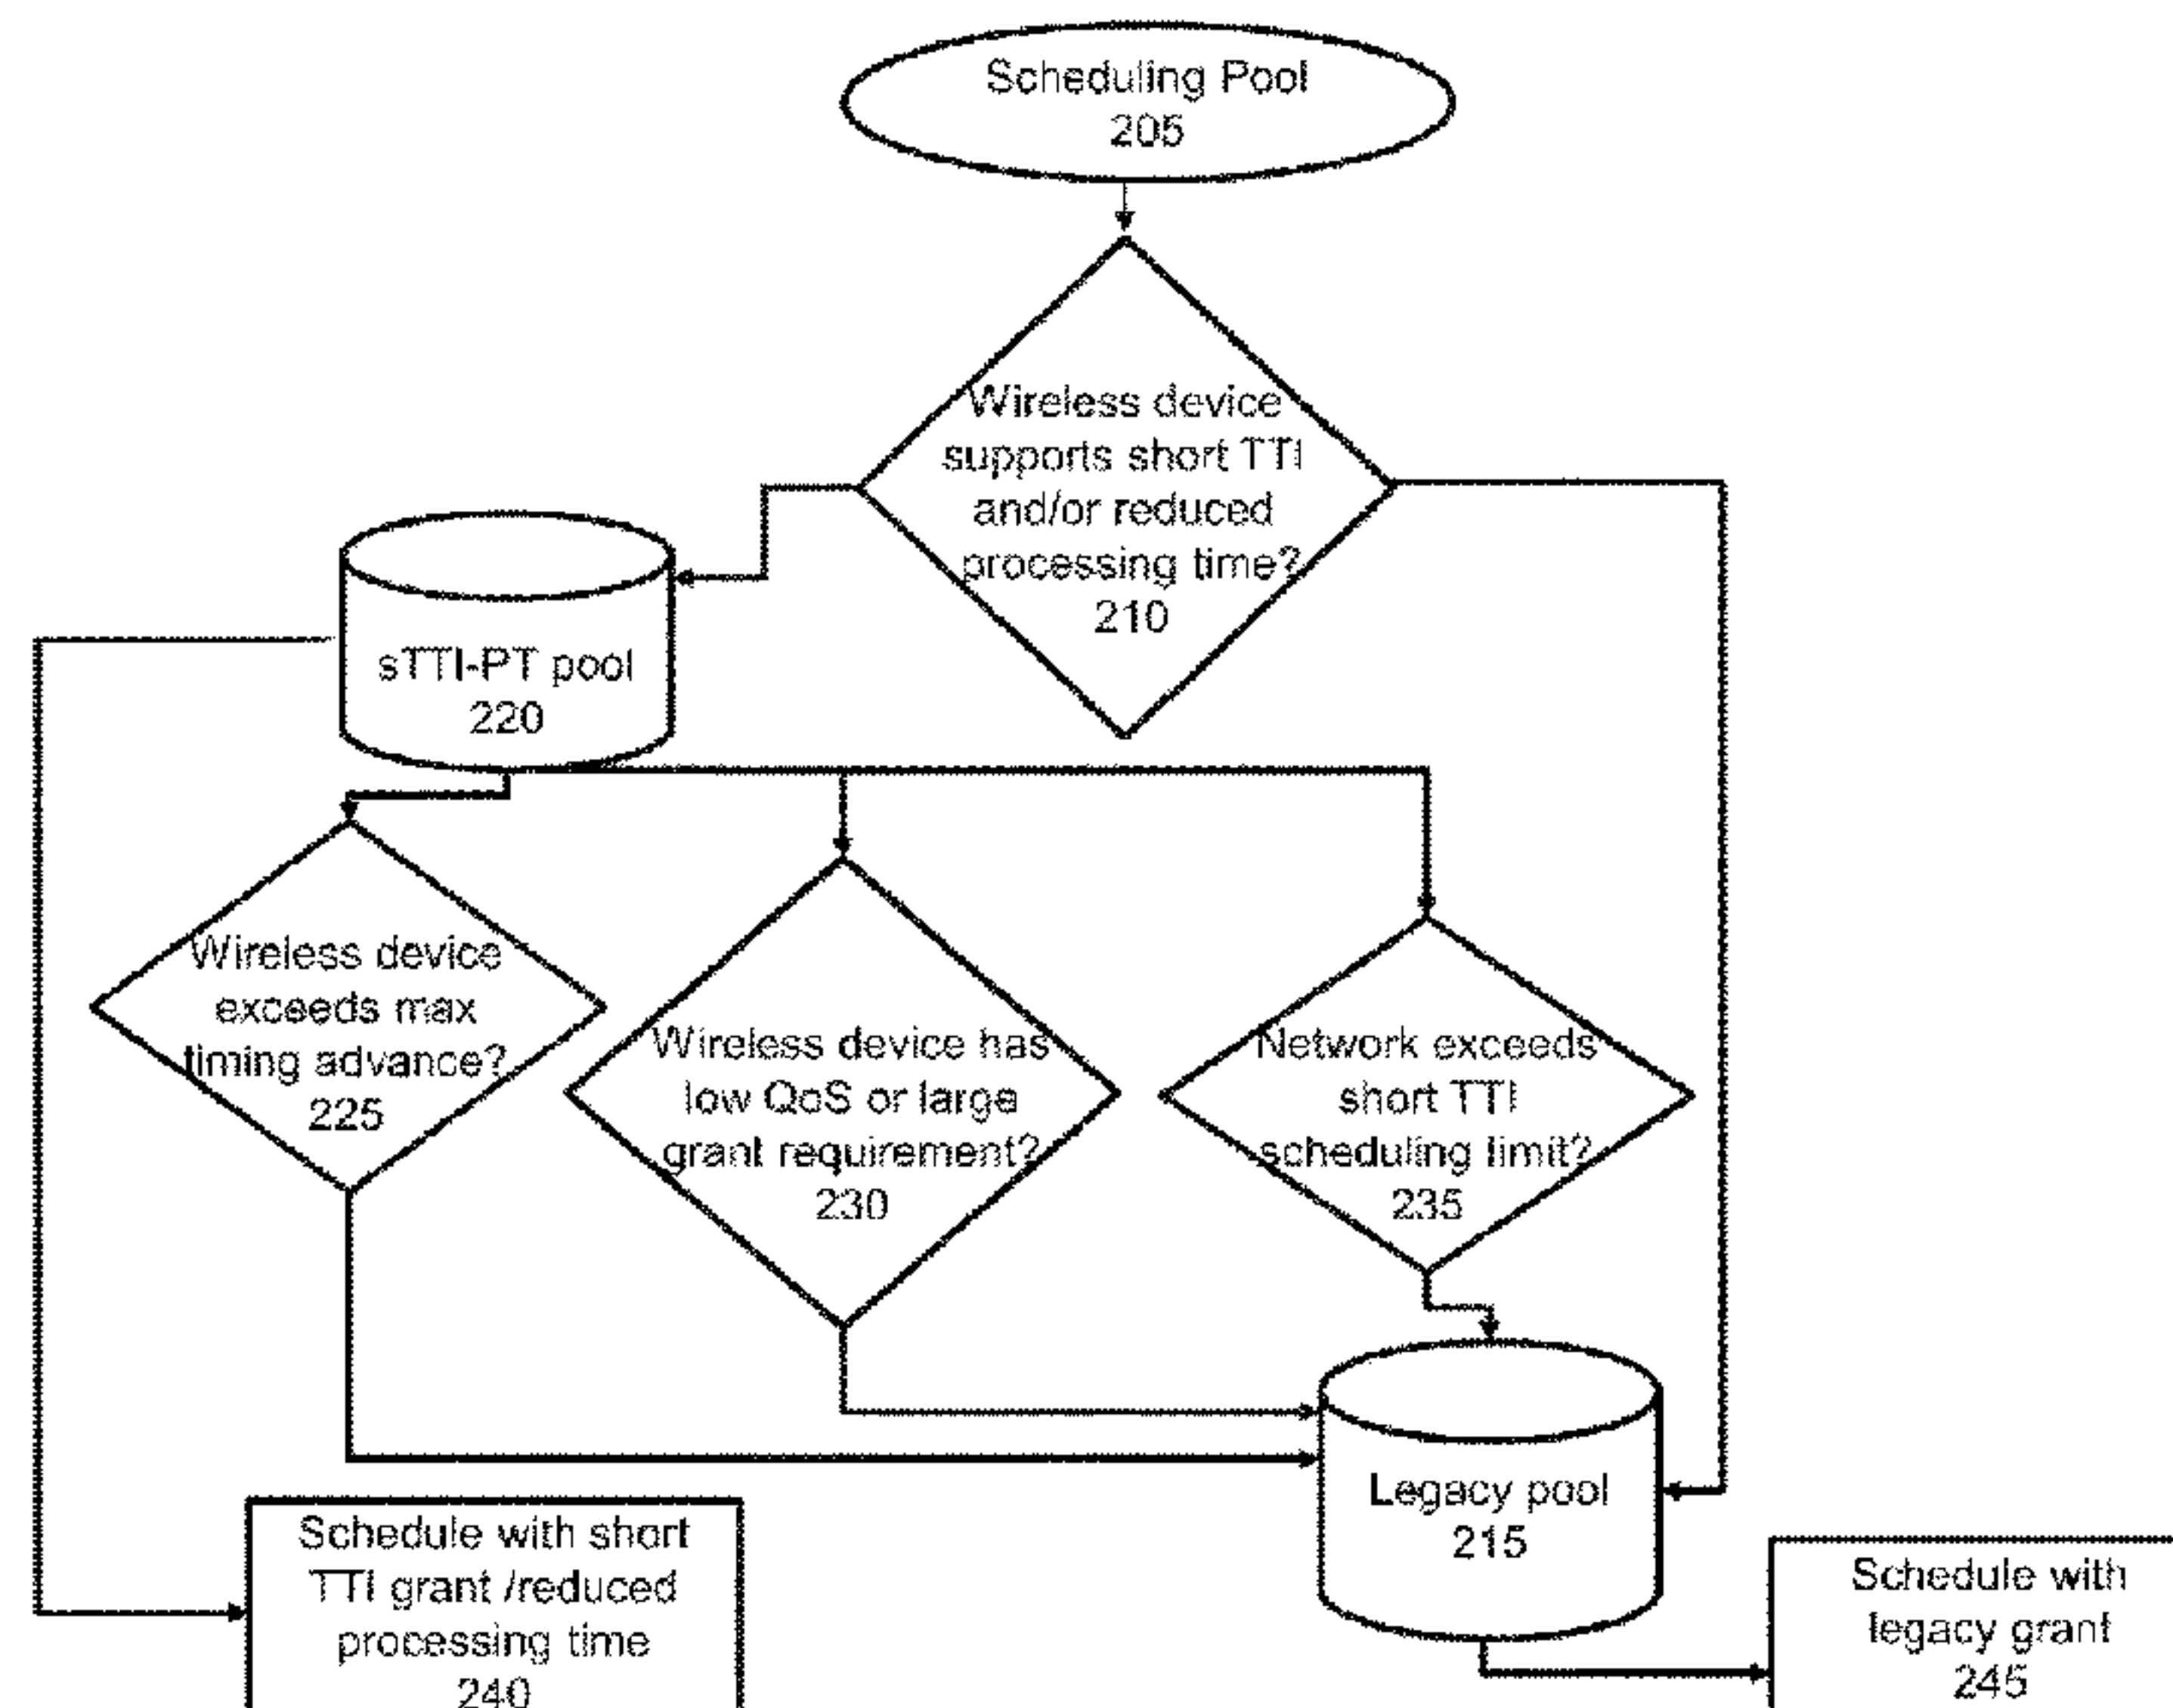 Scheduling Pool
205
Wireless device
supports short TTI
and/or reduced
processing time?
210
sTTI-PT pool
220
Wireless device
exceeds max
timing advance?
225
Wireless device has
low QoS or large
grant requirement?
230
Network exceeds
short TTI
scheduling limit?
235
Legacy pool
215
Schedule with short
TTI grant /reduced
processing time
240
Schedule with
legacy grant
245